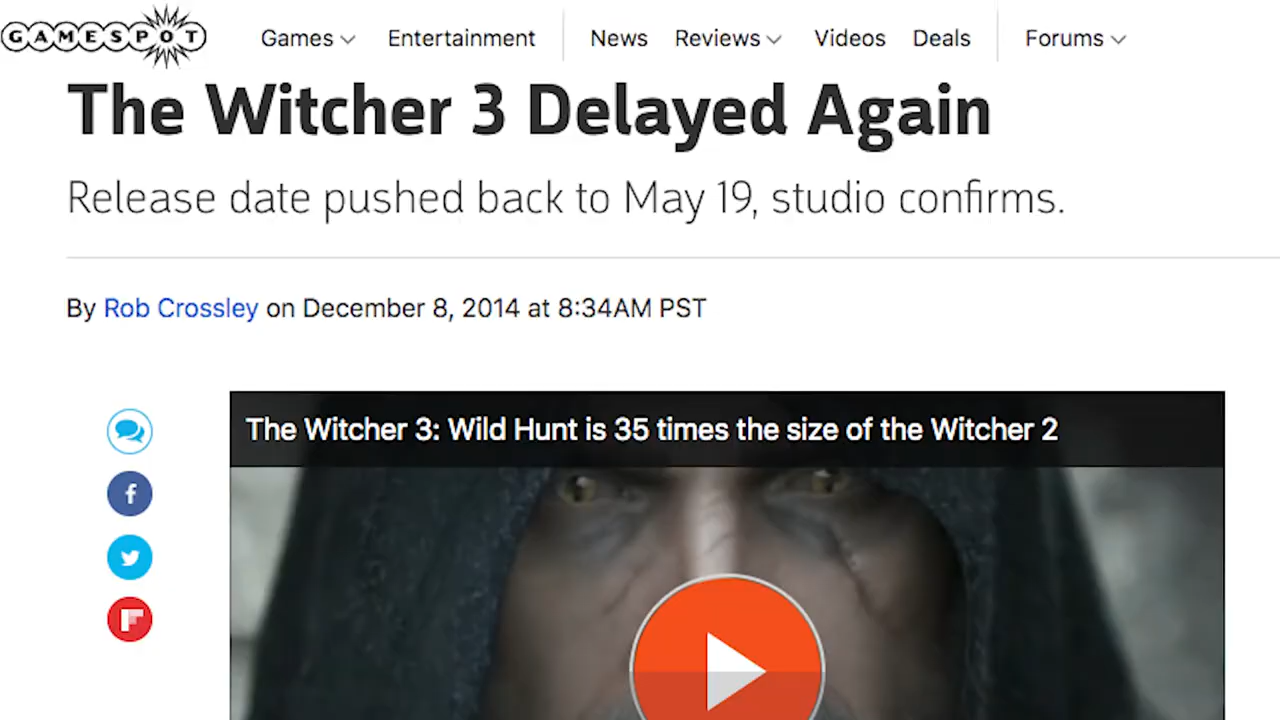 GAMESPOT Games Entertainment News Reviews Videos Deals Forums
The Witcher 3 Delayed Again
Release date pushed back to May 19, studio confirms.
By Rob Crossley on December 8, 2014 at 8:34AM PST
The Witcher 3: Wild Hunt is 35 times the size of the Witcher 2